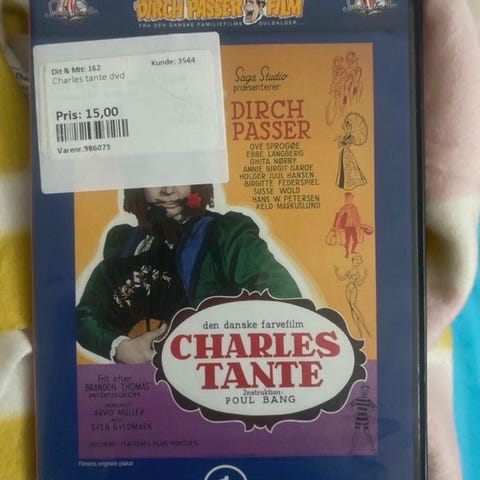 DIRCH PASSER FILM
FRA DEN DANSKE FAMILIEFILMS GULDALDER...
Dit & Mit: 162
Kunde: 3544
Charles tante dvd
Pris: 15,00
Varenr.986073
Saga Studio
præsenterer
DIRCH
PASSER
OVE SPROGØE
EBBE LANGBERG
GHITA NØRBY
ANNIE BIRGIT GARDE
HOLGER JUUL HANSEN
BIRGITTE FEDERSPIEL
SUSSE WOLD
HANS W. PETERSEN
KELD MARKUSLUND
den danske farvefilm
CHARLES
TANTE
Instruktion:
POUL BANG
Frit efter
BRANDON THOMAS'
verdenssukces
ARVID MÜLLER
SVEN GYLDMARK
Filmens originale plakat
1